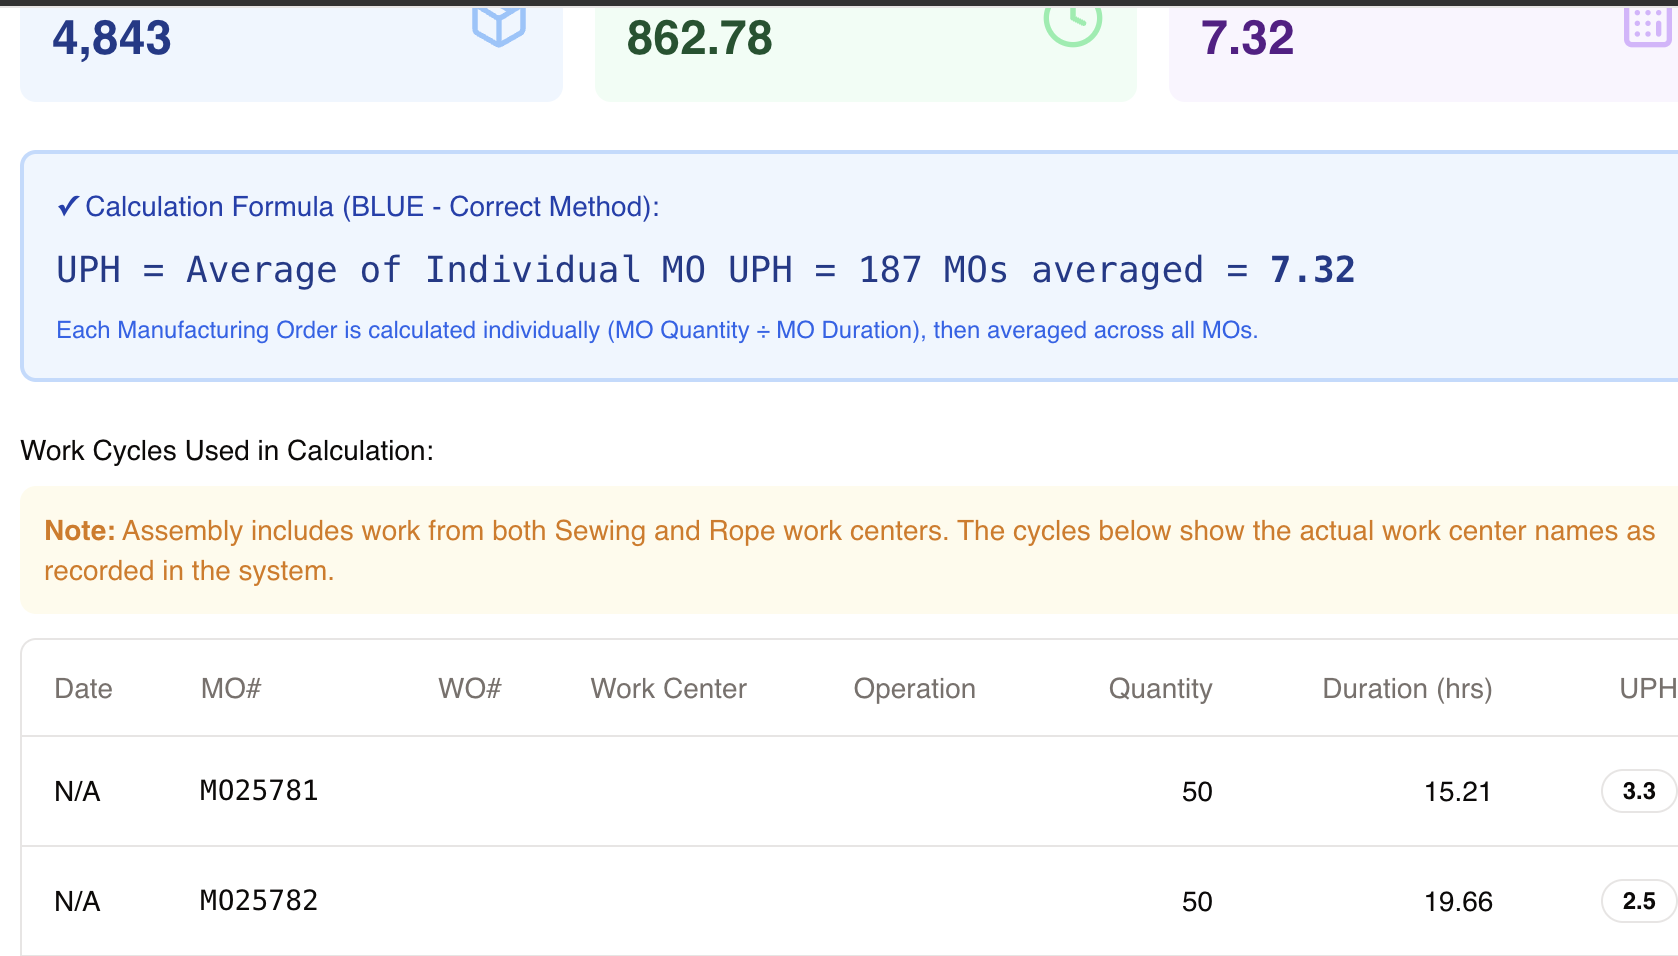 4,843 862.78 7.32
✓ Calculation Formula (BLUE - Correct Method):
UPH = Average of Individual MO UPH = 187 MOs averaged = 7.32
Each Manufacturing Order is calculated individually (MO Quantity ÷ MO Duration), then averaged across all MOs.
Work Cycles Used in Calculation:
Note: Assembly includes work from both Sewing and Rope work centers. The cycles below show the actual work center names as
recorded in the system.
Date MO# WO# Work Center Operation Quantity Duration (hrs) UPH
N/A MO25781 50 15.21 3.3
N/A MO25782 50 19.66 2.5